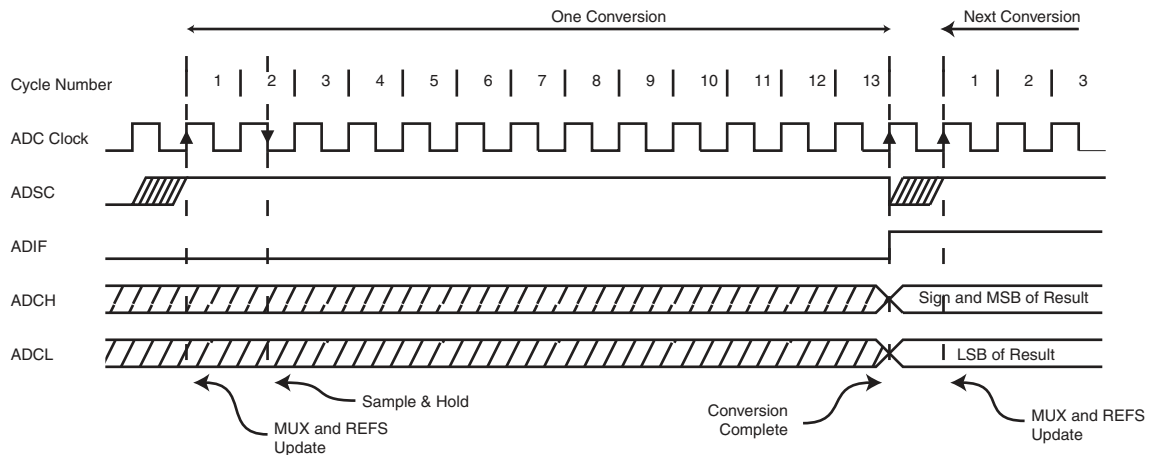 One Conversion Next Conversion
Cycle Number 1 2 3 4 5 6 7 8 9 10 11 12 13 1 2 3
ADC Clock
ADSC
ADIF
ADCH Sign and MSB of Result
ADCL LSB of Result
Sample & Hold
MUX and REFS
Update
Conversion
Complete
MUX and REFS
Update